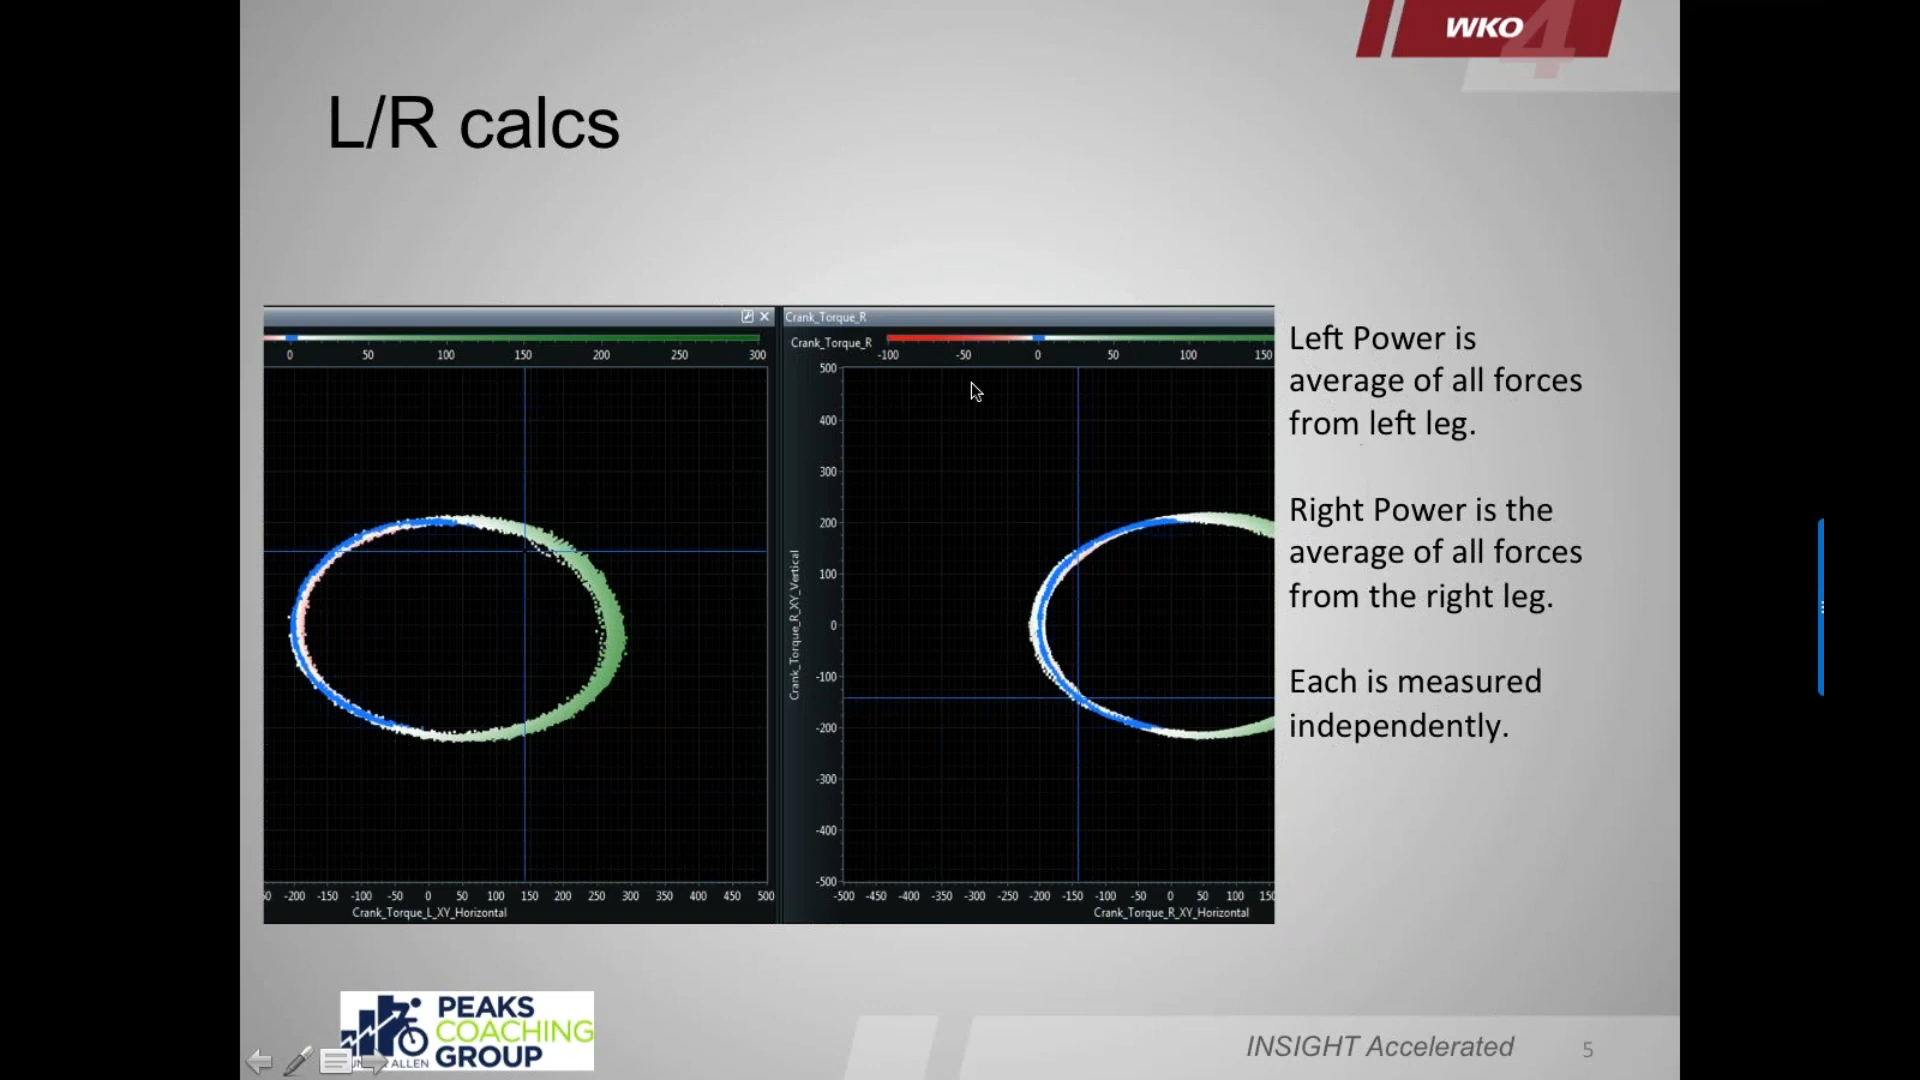 WKO
4
L/R calcs
Crank_Torque_R
Crank_Torque_R
0 50 100 150 200 250 300
-100 -50 0 50 100 150
500
400
300
200
100
0
-100
-200
-300
-400
-500
Crank_Torque_R_XY_Vertical
-200 -150 -100 -50 0 50 100 150 200 250 300 350 400 450 500
-500 -450 -400 -350 -300 -250 -200 -150 -100 -50 0 50 100
Crank_Torque_L_XY_Horizontal
Crank_Torque_R_XY_Horizontal
Left Power is
average of all forces
from left leg.
Right Power is the
average of all forces
from the right leg.
Each is measured
independently.
PEAKS
COACHING
GROUP
ALLEN
INSIGHT Accelerated
5